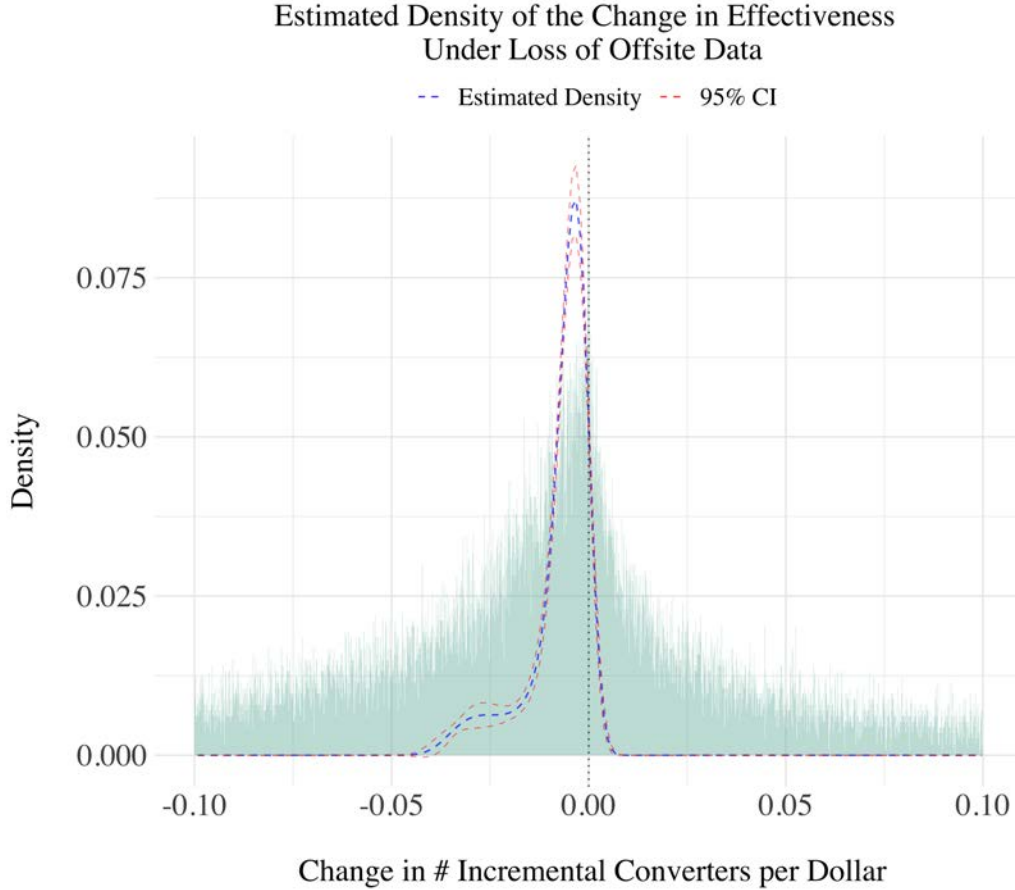 Estimated Density of the Change in Effectiveness
Under Loss of Offsite Data
Estimated Density 95% CI
0.075
0.050
0.025
0.000
Density
-0.10 -0.05 0.00 0.05 0.10
Change in # Incremental Converters per Dollar